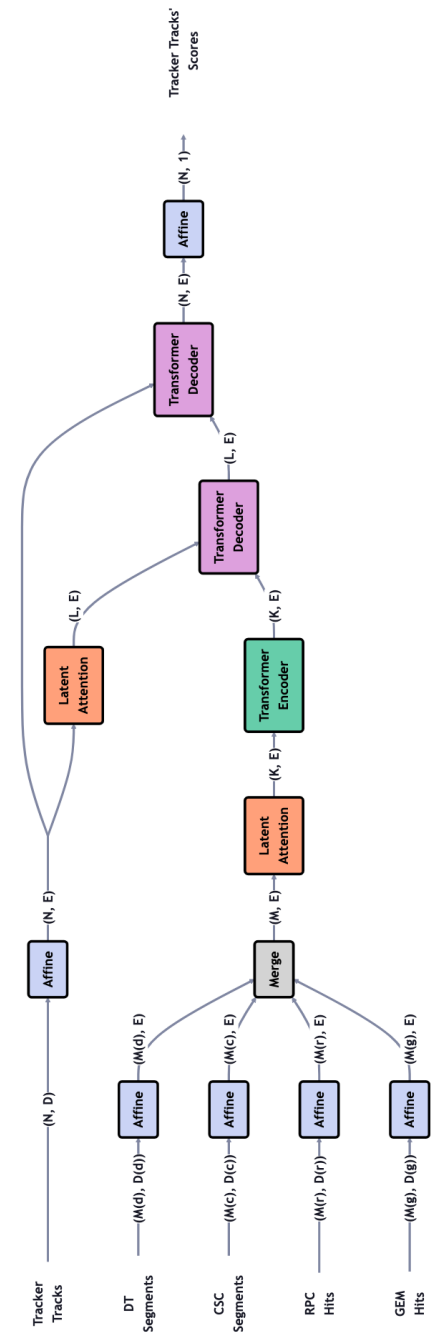 Tracker
Tracks
(N, D)
Affine
(N, E)
Latent
Attention
(L, E)
DT
Segments
(M(d), D(d))
Affine
(M(d), E)
CSC
Segments
(M(c), D(c))
Affine
(M(c), E)
RPC
Hits
(M(r), D(r))
Affine
(M(r), E)
GEM
Hits
(M(g), D(g))
Affine
(M(g), E)
Merge
(M, E)
Latent
Attention
(K, E)
Transformer
Encoder
(K, E)
Transformer
Decoder
(L, E)
Transformer
Decoder
(N, E)
Affine
(N, 1)
Tracker Tracks'
Scores